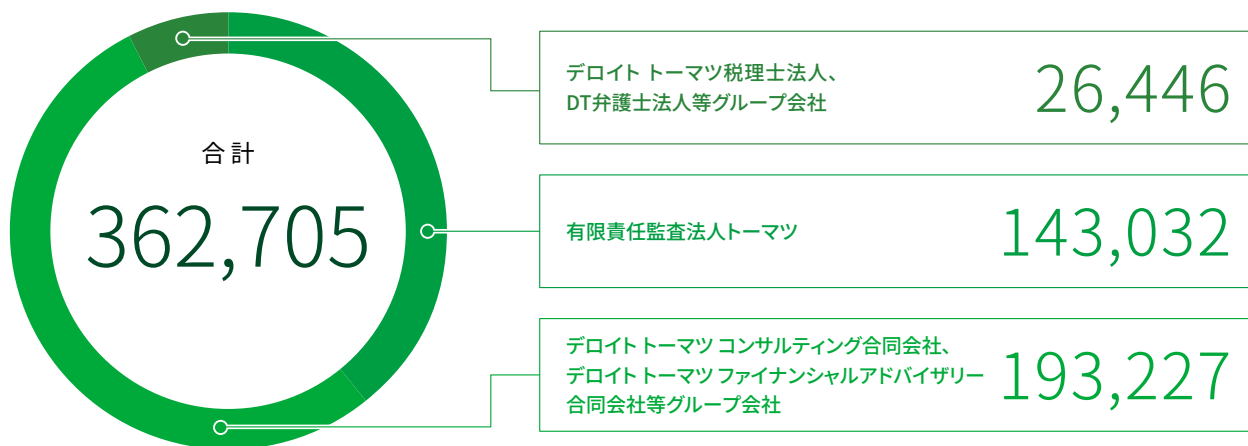 合計
362,705
デロイト トーマツ税理士法人、
DT弁護士法人等グループ会社
26,446
有限責任監査法人トーマツ
143,032
デロイト トーマツ コンサルティング合同会社、
デロイト トーマツ ファイナンシャルアドバイザリー
合同会社等グループ会社
193,227